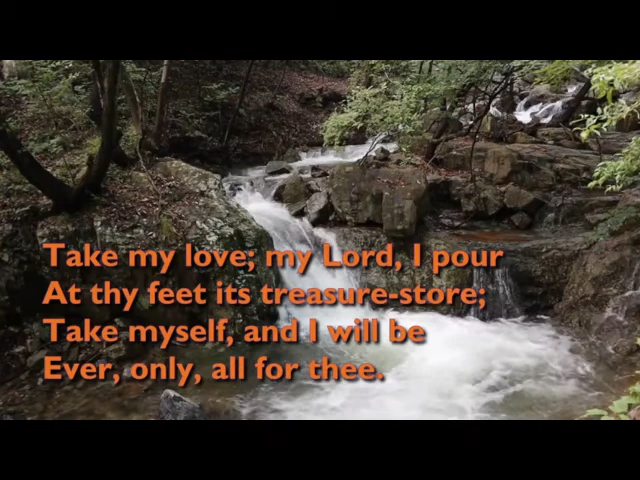 Take my love; my Lord, I pour
At thy feet its treasure-store;
Take myself, and I will be
Ever, only, all for thee.